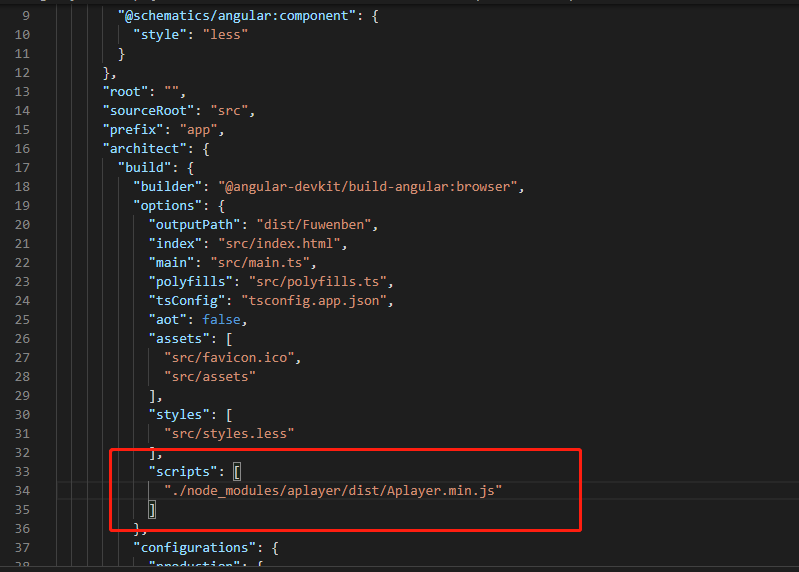 9 "@schematics/angular:component": {
10 "style": "less"
11 }
12 },
13 "root": "",
14 "sourceRoot": "src",
15 "prefix": "app",
16 "architect": {
17 "build": {
18 "builder": "@angular-devkit/build-angular:browser",
19 "options": {
20 "outputPath": "dist/Fuwenben",
21 "index": "src/index.html",
22 "main": "src/main.ts",
23 "polyfills": "src/polyfills.ts",
24 "tsConfig": "tsconfig.app.json",
25 "aot": false,
26 "assets": [
27 "src/favicon.ico",
28 "src/assets"
29 ],
30 "styles": [
31 "src/styles.less"
32 ],
33 "scripts": [
34 "./node_modules/aplayer/dist/Aplayer.min.js"
35 ]
36 },
37 "configurations": {
38 "production": {